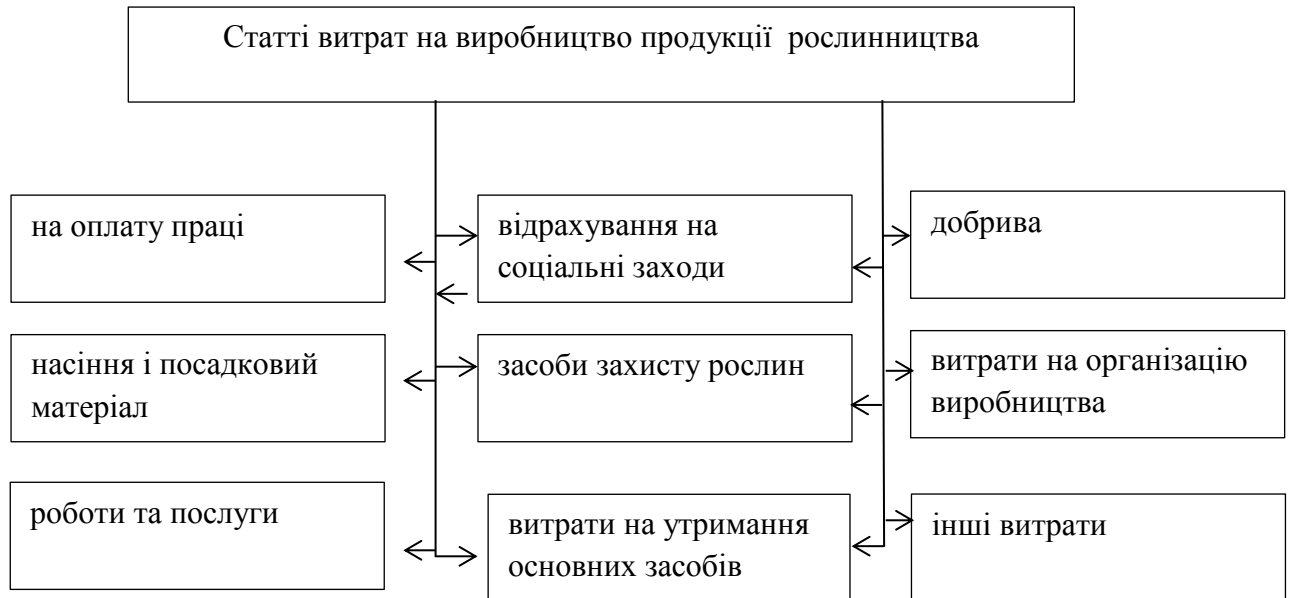 Статті витрат на виробництво продукції рослинництва
на оплату праці
відрахування на
соціальні заходи
добрива
насіння і посадковий
матеріал
засоби захисту рослин
витрати на організацію
виробництва
роботи та послуги
витрати на утримання
основних засобів
інші витрати